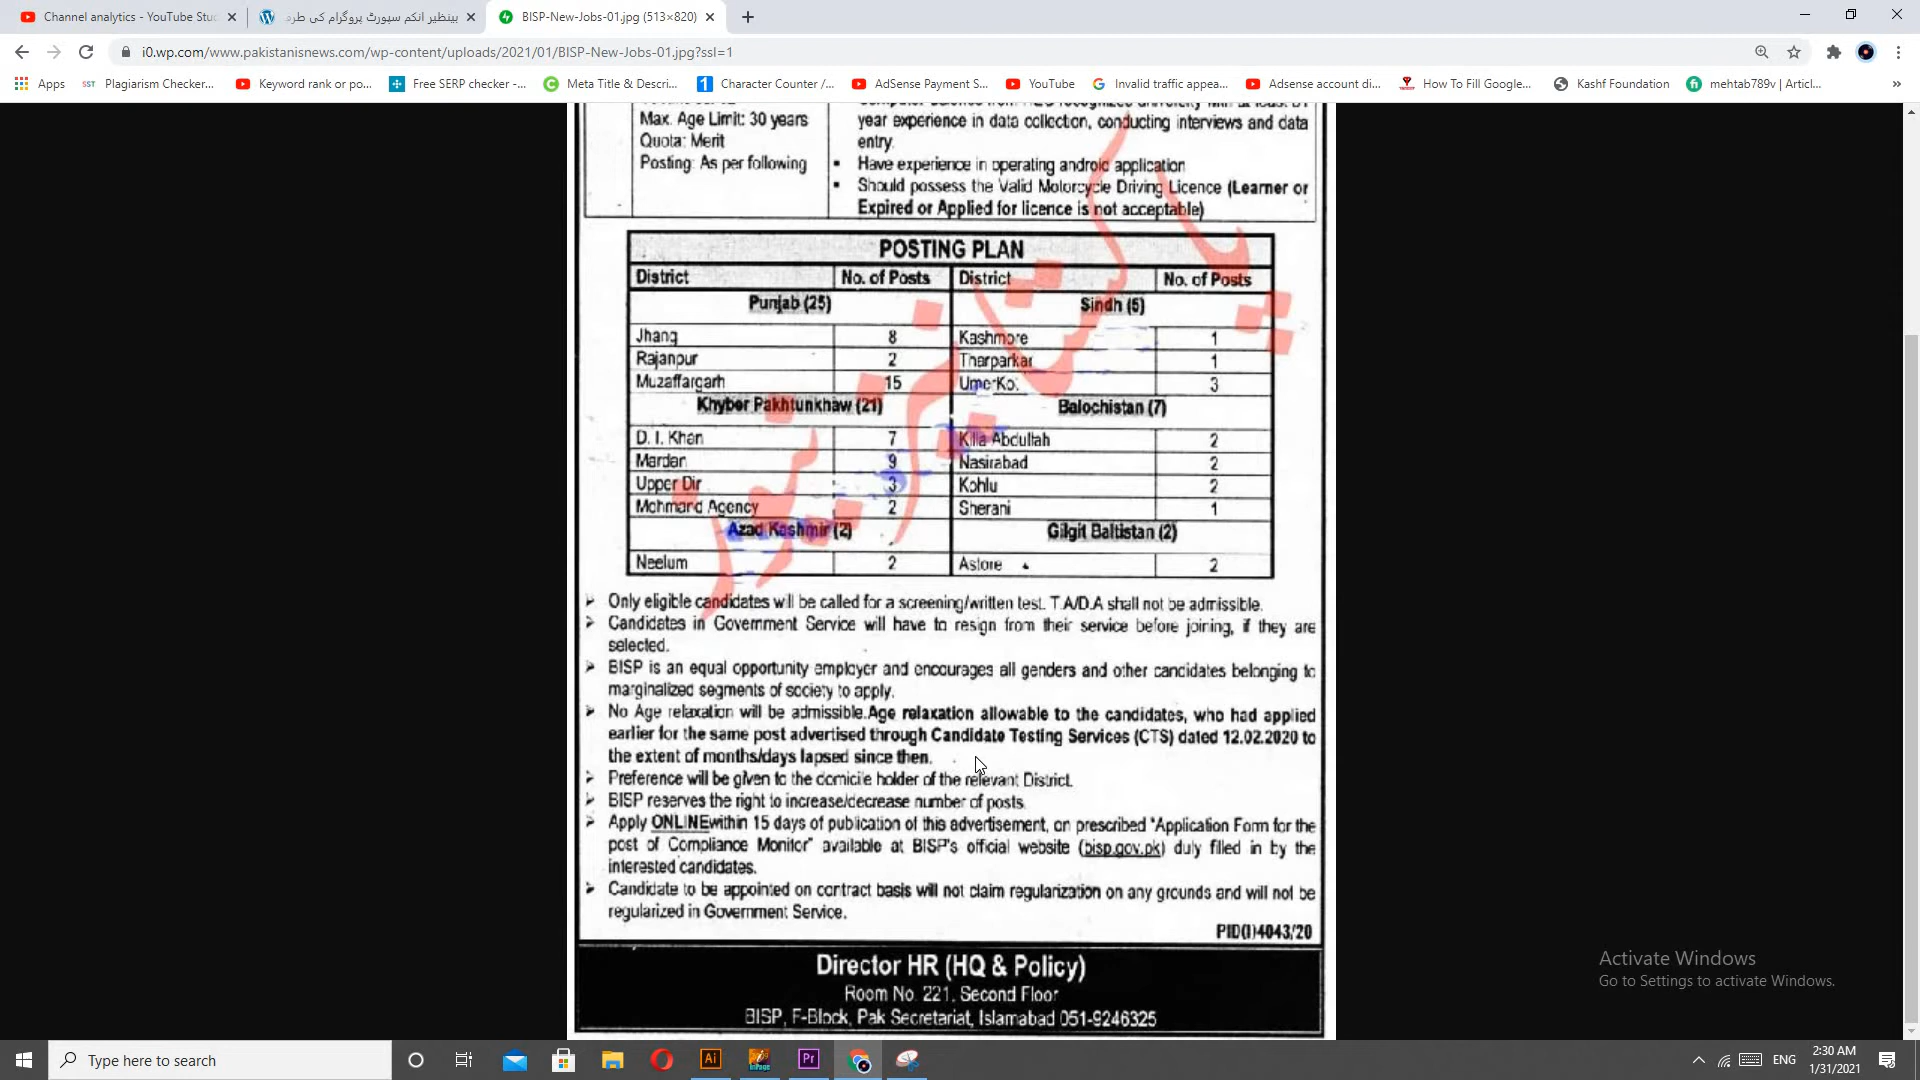 Channel analytics - YouTube Stu
بینظیر انکم سپورٹ پروگرام کی طرف
BISP-New-Jobs-01.jpg (513×820)
i0.wp.com/www.pakistanisnews.com/wp-content/uploads/2021/01/BISP-New-Jobs-01.jpg?ssl=1
Apps
Plagiarism Checker...
Keyword rank or po...
Free SERP checker -...
Meta Title & Descri...
Character Counter /...
AdSense Payment S...
YouTube
Invalid traffic appea...
Adsense account di...
How To Fill Google...
Kashf Foundation
mehtab789v | Articl...
Computer Science from HEC recognized university with at least 01
Max. Age Limit: 30 years
year experience in data collection, conducting interviews and data
Quota: Merit
entry.
Posting: As per following
▪ Have experience in operating android application
▪ Should possess the Valid Motorcycle Driving Licence (Learner or
Expired or Applied for licence is not acceptable)
POSTING PLAN
District No. of Posts District No. of Posts
Punjab (25) Sindh (5)
Jhang 8 Kashmore 1
Rajanpur 2 Tharparkar 1
Muzaffargarh 15 UmerKot 3
Khyber Pakhtunkhaw (21) Balochistan (7)
D. I. Khan 7 Killa Abdullah 2
Mardan 9 Nasirabad 2
Upper Dir 3 Kohlu 2
Mohmand Agency 2 Sherani 1
Azad Kashmir (2) Gilgit Baltistan (2)
Neelum 2 Astore 2
➢ Only eligible candidates will be called for a screening/written test. T.A/D.A shall not be admissible.
➢ Candidates in Government Service will have to resign from their service before joining, if they are
selected.
➢ BISP is an equal opportunity employer and encourages all genders and other candidates belonging to
marginalized segments of society to apply.
➢ No Age relaxation will be admissible.Age relaxation allowable to the candidates, who had applied
earlier for the same post advertised through Candidate Testing Services (CTS) dated 12.02.2020 to
the extent of months/days lapsed since then.
➢ Preference will be given to the domicile holder of the relevant District.
➢ BISP reserves the right to increase/decrease number of posts.
➢ Apply ONLINEwithin 15 days of publication of this advertisement, on prescribed "Application Form for the
post of Compliance Monitor" available at BISP's official website (bisp.gov.pk) duly filled in by the
interested candidates.
➢ Candidate to be appointed on contract basis will not claim regularization on any grounds and will not be
regularized in Government Service.
PID(I)4043/20
Director HR (HQ & Policy)
Room No. 221, Second Floor
BISP, F-Block, Pak Secretariat, Islamabad 051-9246325
پاکستانیز نیوز
Activate Windows
Go to Settings to activate Windows.
Type here to search
ENG
2:30 AM
1/31/2021